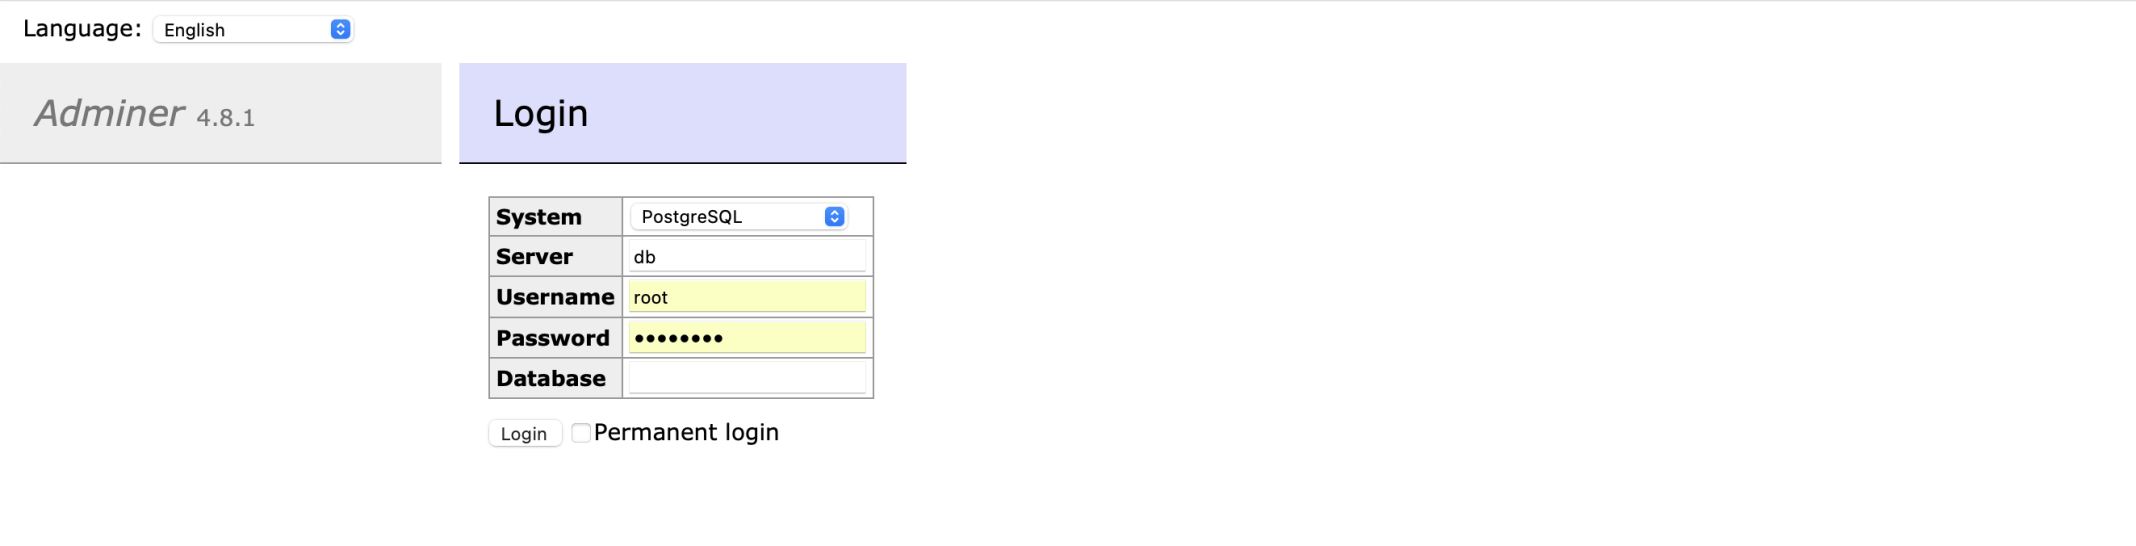 Language: English
Adminer 4.8.1
Login
System PostgreSQL
Server db
Username root
Password ••••••••
Database
Login Permanent login